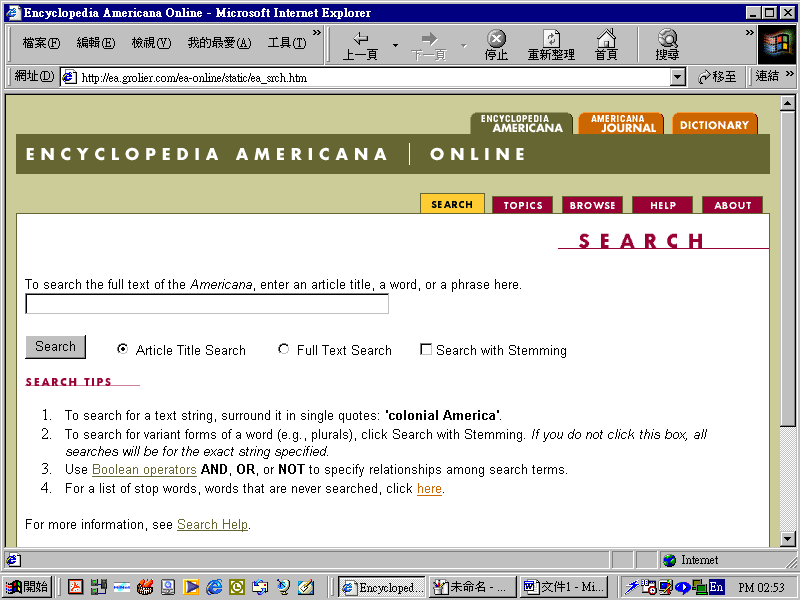 Encyclopedia Americana Online - Microsoft Internet Explorer
檔案(F) 編輯(E) 檢視(V) 我的最愛(A) 工具(T) »
上一頁 下一頁 停止 重新整理 首頁 搜尋 »
網址(D) http://ea.grolier.com/ea-online/static/ea_srch.htm 移至 連結 »
ENCYCLOPEDIA AMERICANA
AMERICANA JOURNAL
DICTIONARY
ENCYCLOPEDIA AMERICANA | ONLINE
SEARCH TOPICS BROWSE HELP ABOUT
SEARCH
To search the full text of the Americana, enter an article title, a word, or a phrase here.
Search Article Title Search Full Text Search Search with Stemming
SEARCH TIPS
1. To search for a text string, surround it in single quotes: 'colonial America'.
2. To search for variant forms of a word (e.g., plurals), click Search with Stemming. If you do not click this box, all
searches will be for the exact string specified.
3. Use Boolean operators AND, OR, or NOT to specify relationships among search terms.
4. For a list of stop words, words that are never searched, click here.
For more information, see Search Help.
Internet
開始 Encycloped... 未命名 - ... 文件1 - Mi... En PM 02:53